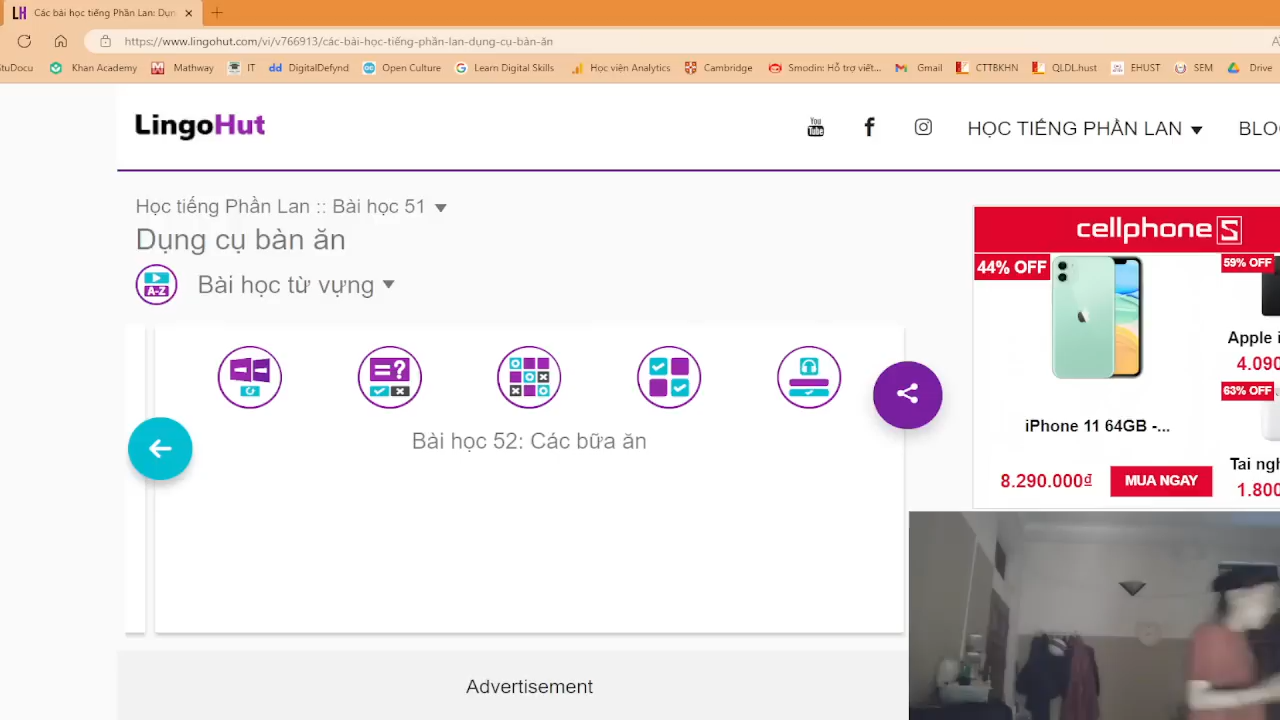 LH Các bài học tiếng Phần Lan: Dụn
https://www.lingohut.com/vi/v766913/các-bài-học-tiếng-phần-lan-dụng-cụ-bàn-ăn
tuDocu Khan Academy Mathway IT dd DigitalDefynd Open Culture Learn Digital Skills Học viện Analytics Cambridge Smodin: Hỗ trợ viết... Gmail CTTBKHN QLDL.hust EHUST SEM Drive
LingoHut
You Tube
HỌC TIẾNG PHẦN LAN
BLO
Học tiếng Phần Lan :: Bài học 51
Dụng cụ bàn ăn
A-Z Bài học từ vựng
=?
Bài học 52: Các bữa ăn
cellphone S
44% OFF
59% OFF
Apple i
4.090
63% OFF
iPhone 11 64GB -...
Tai ngh
8.290.000₫ MUA NGAY
1.800
Advertisement